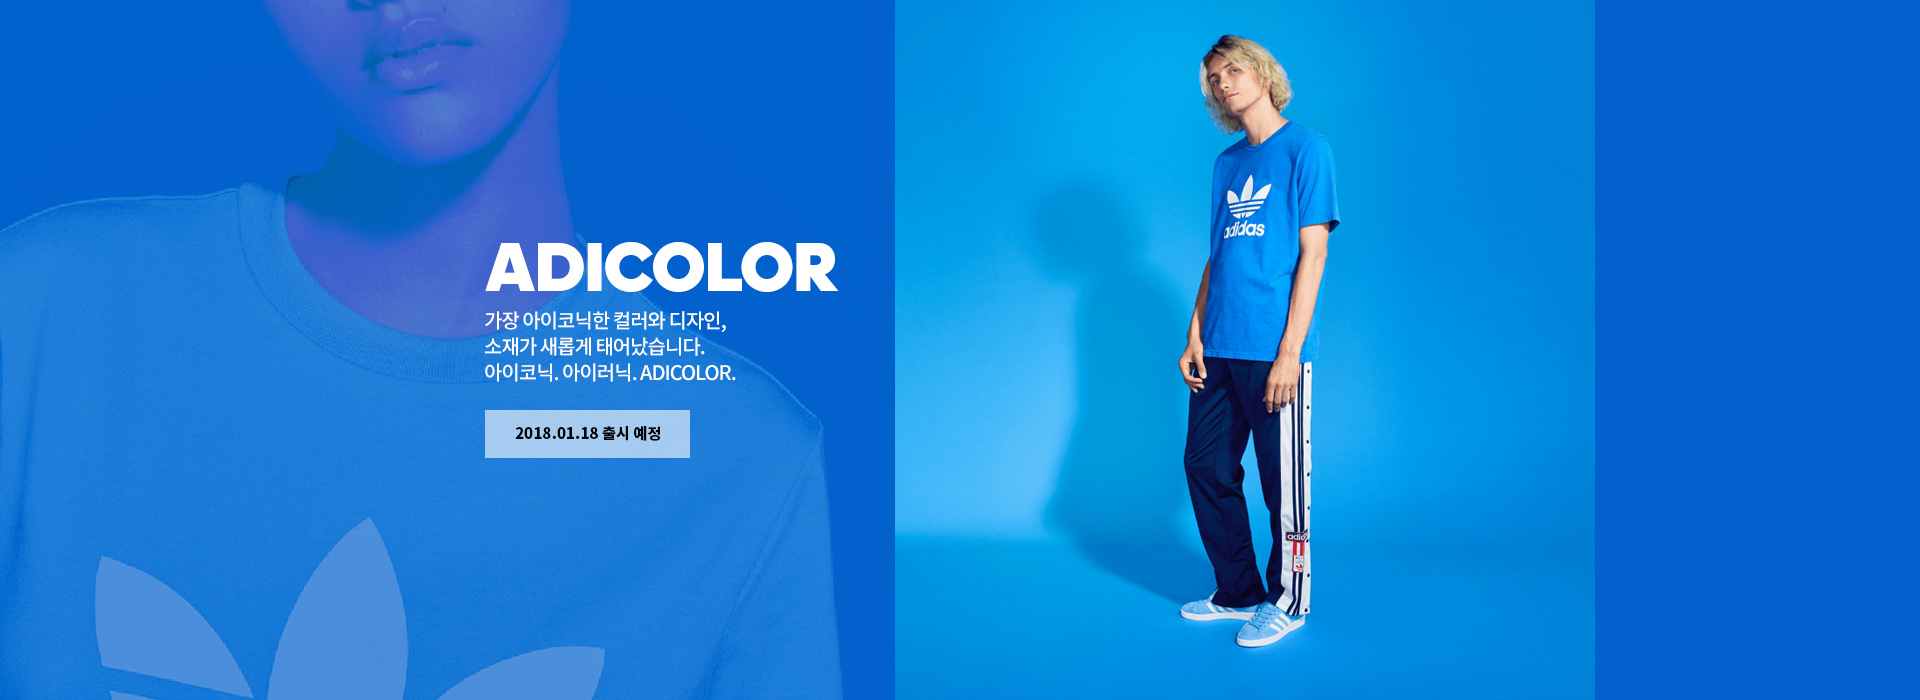 ADICOLOR
가장 아이코닉한 컬러와 디자인,
소재가 새롭게 태어났습니다.
아이코닉. 아이러닉. ADICOLOR.
2018.01.18 출시 예정
adidas